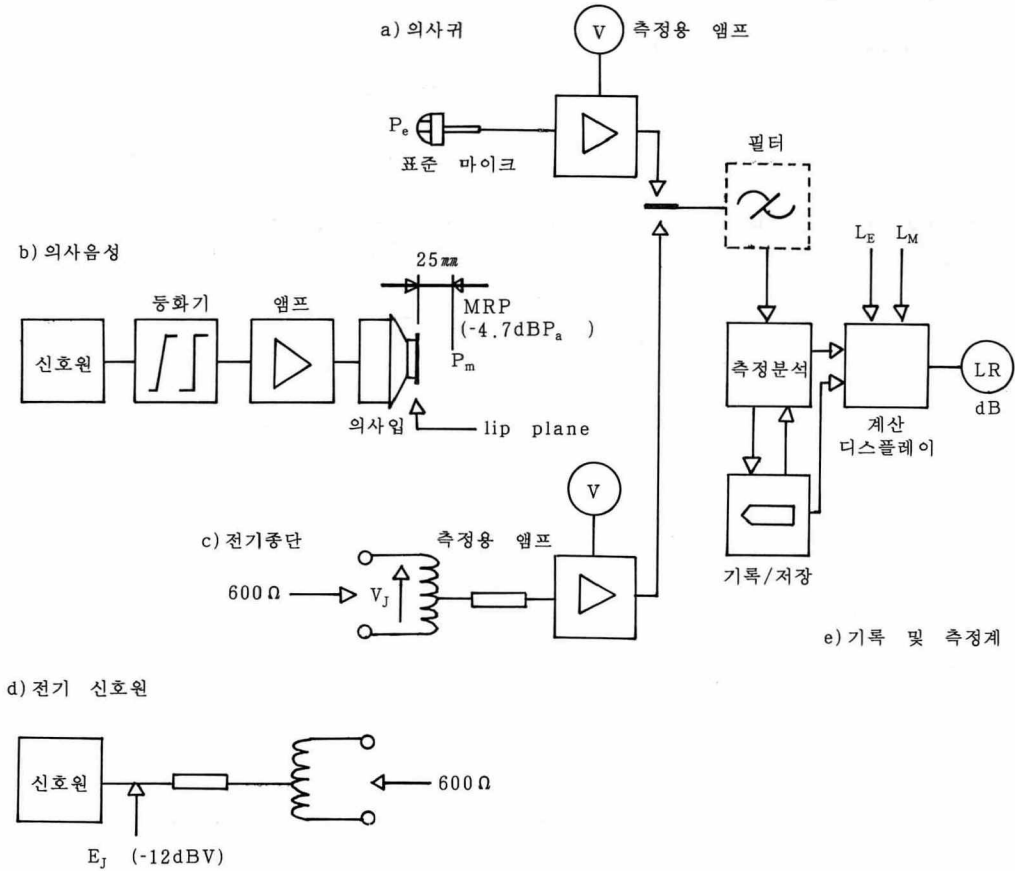 a)의사귀
V
측정용 앰프
Pe
표준 마이크
필터
b)의사음성
25㎜
MRP
(-4.7dBPa )
Pm
등화기
앰프
신호원
의사입
lip plane
LE
LM
측정분석
LR
dB
계산
디스플레이
기록/저장
e)기록 및 측정계
c)전기종단
V
측정용 앰프
600Ω
VJ
d)전기 신호원
신호원
600Ω
EJ (-12dBV)